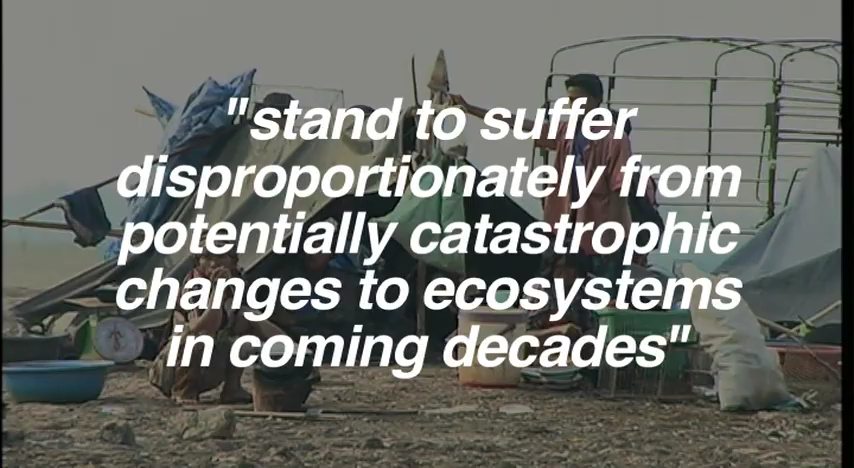 "stand to suffer
disproportionately from
potentially catastrophic
changes to ecosystems
in coming decades"